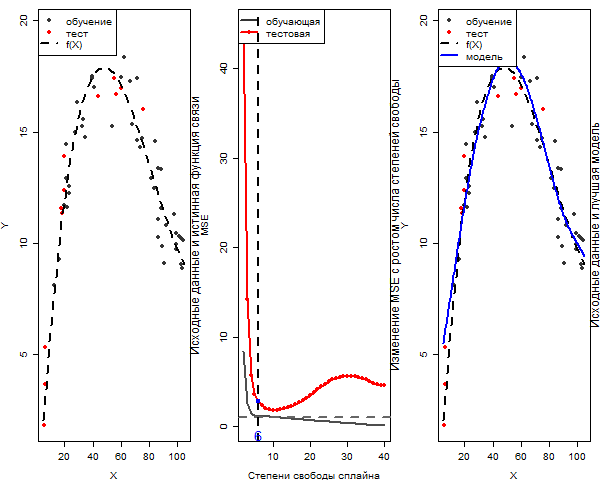 обучение
тест
f(X)
Y
5
10
15
20
20
40
60
80
100
X
Исходные данные и истинная функция связи
обучающая
тестовая
MSE
0
10
20
30
40
10
20
30
40
6
Степени свободы сплайна
Изменение MSE с ростом числа степеней свободы
обучение
тест
f(X)
модель
Y
5
10
15
20
20
40
60
80
100
X
Исходные данные и лучшая модель